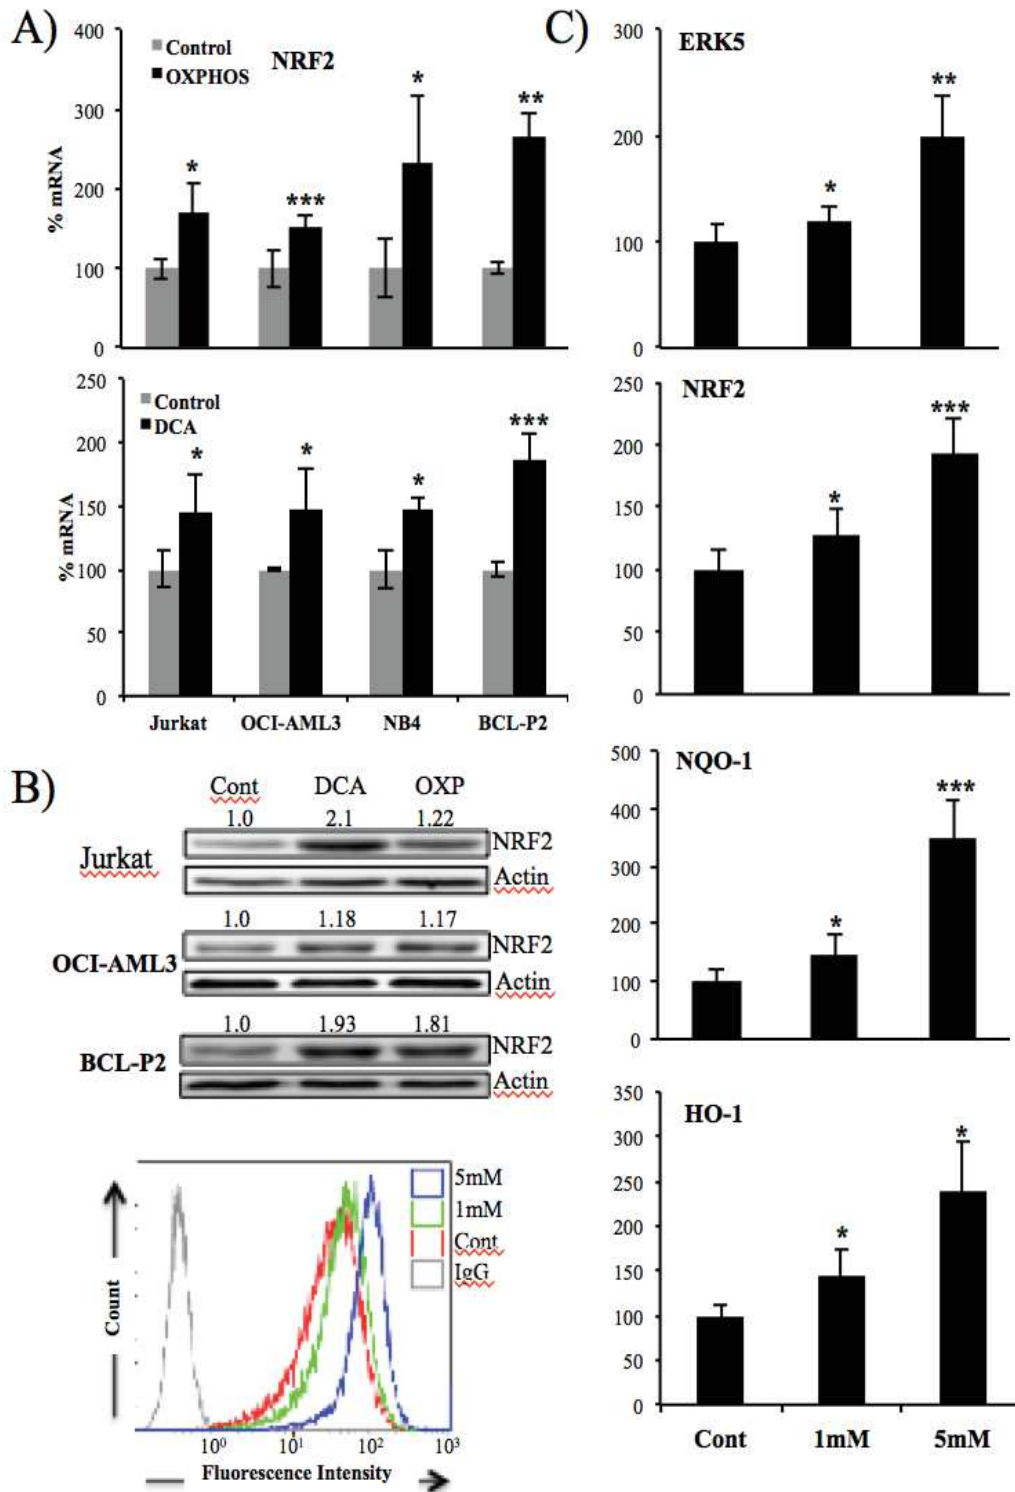 A)
400
300
200
100
0
% mRNA
Control
OXPHOS
NRF2
*
***
*
**
250
200
150
100
50
0
% mRNA
Control
DCA
*
*
*
***
Jurkat OCI-AML3 NB4 BCL-P2
B)
Cont DCA OXP
1.0 2.1 1.22
Jurkat
NRF2
Actin
1.0 1.18 1.17
OCI-AML3
NRF2
Actin
1.0 1.93 1.81
BCL-P2
NRF2
Actin
5mM
1mM
Cont
IgG
Count
10⁰ 10¹ 10² 10³
Fluorescence Intensity
C)
300
200
100
0
ERK5
*
**
250
200
150
100
50
0
NRF2
*
***
500
400
300
200
100
0
NQO-1
*
***
350
300
250
200
150
100
50
0
HO-1
*
*
Cont 1mM 5mM